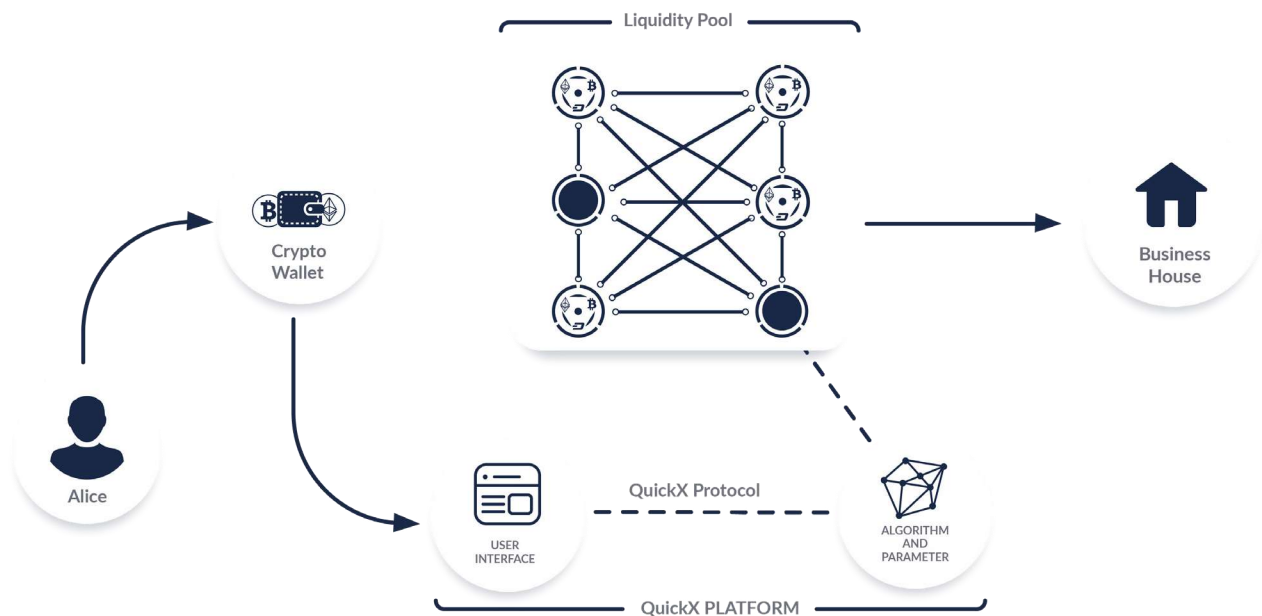 Liquidity Pool
Crypto
Wallet
Business
House
Alice
QuickX Protocol
USER
INTERFACE
ALGORITHM
AND
PARAMETER
QuickX PLATFORM